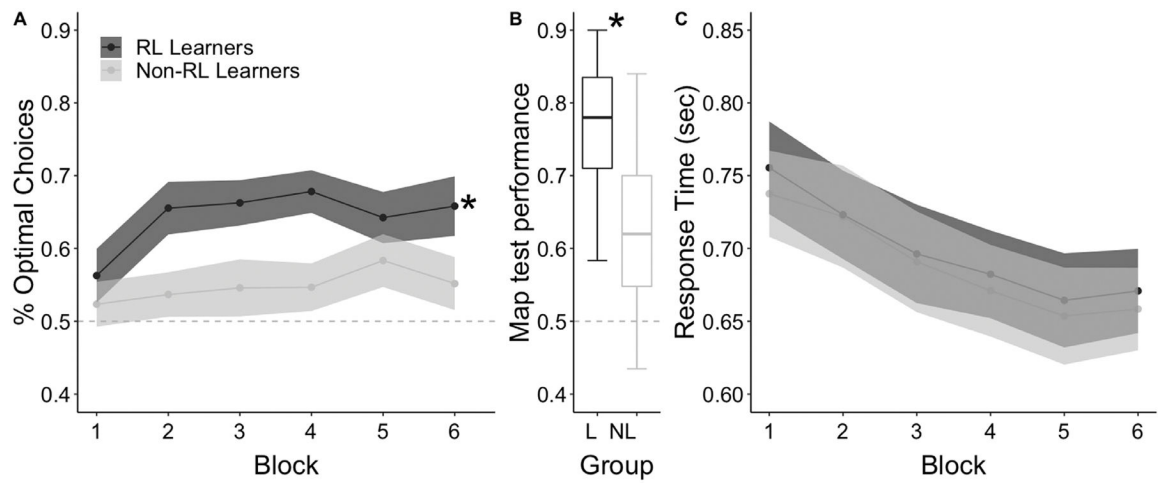 A
% Optimal Choices
0.9
0.8
0.7
0.6
0.5
0.4
RL Learners
Non-RL Learners
*
1 2 3 4 5 6
Block
B
Map test performance
0.9
0.8
0.7
0.6
0.5
0.4
*
L NL
Group
C
Response Time (sec)
0.85
0.80
0.75
0.70
0.65
0.60
1 2 3 4 5 6
Block